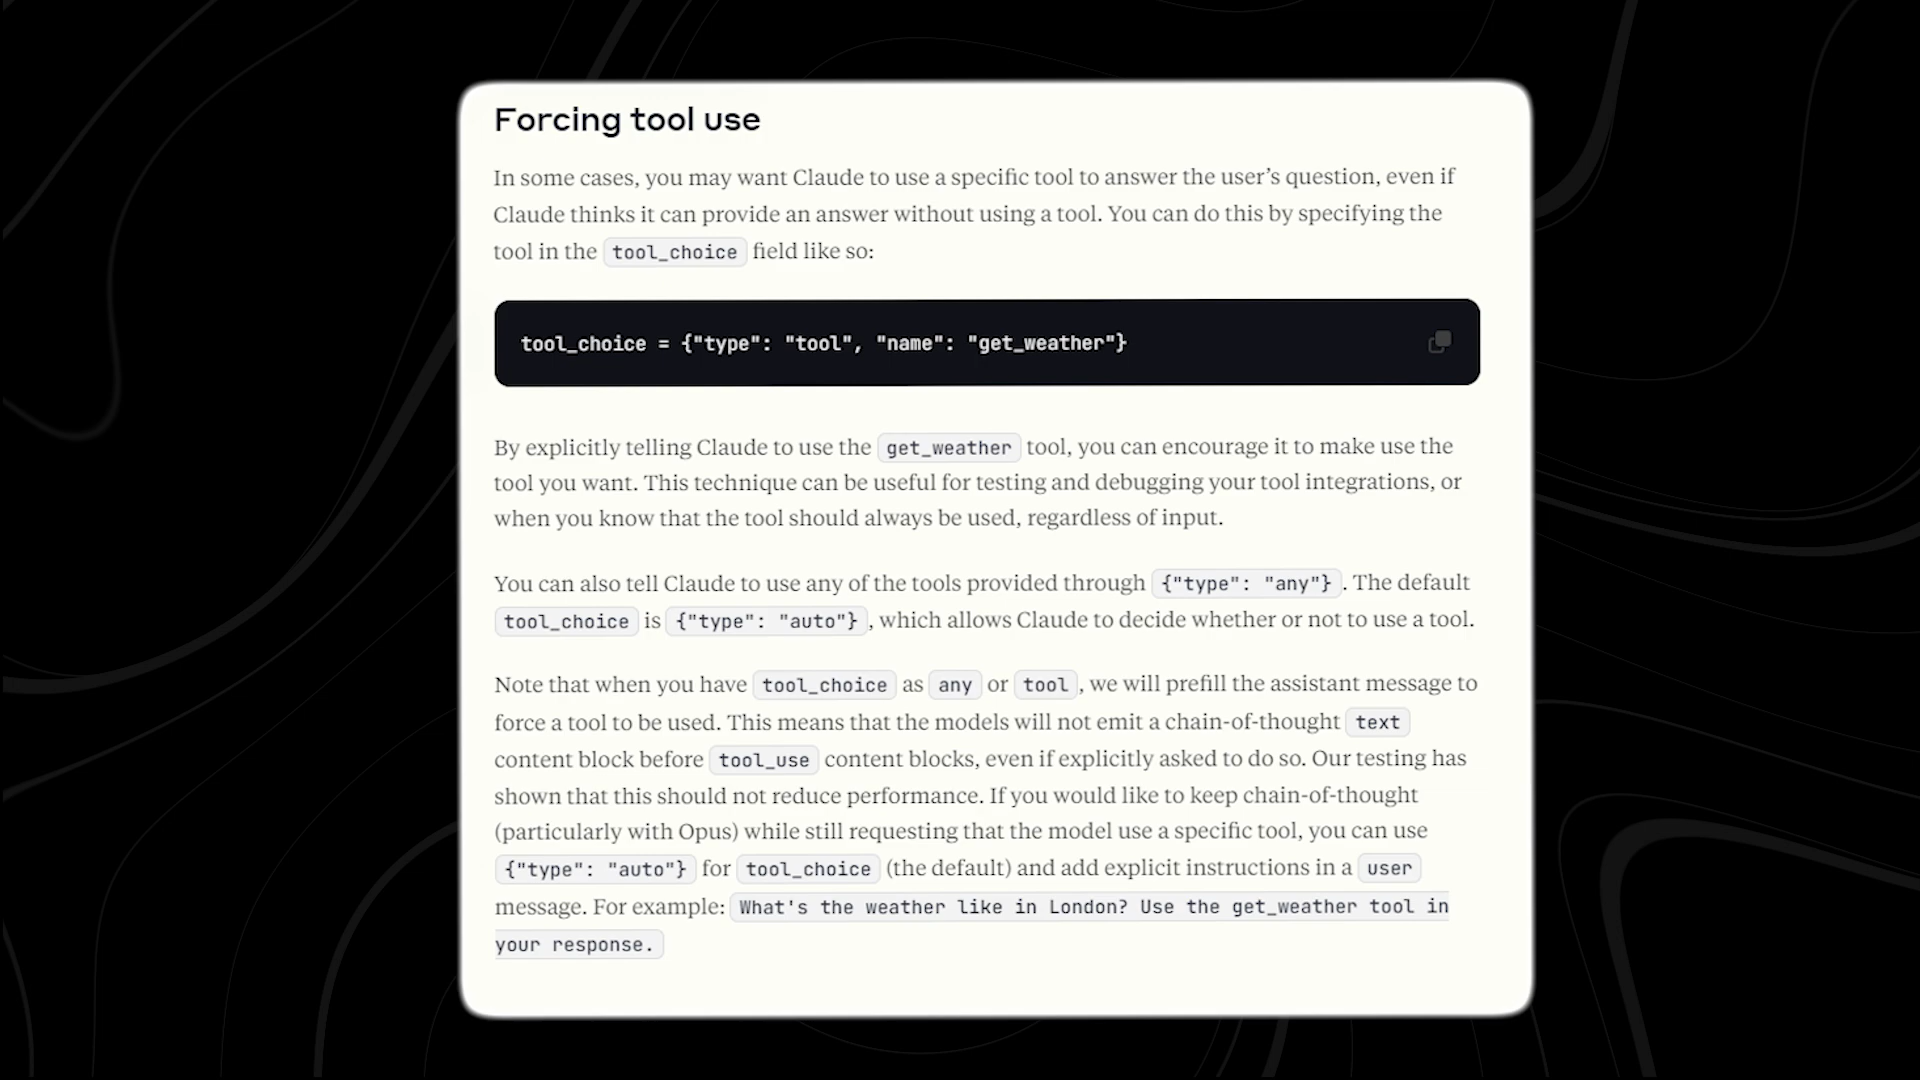 Forcing tool use
In some cases, you may want Claude to use a specific tool to answer the user’s question, even if
Claude thinks it can provide an answer without using a tool. You can do this by specifying the
tool in the tool_choice field like so:
tool_choice = {"type": "tool", "name": "get_weather"}
By explicitly telling Claude to use the get_weather tool, you can encourage it to make use the
tool you want. This technique can be useful for testing and debugging your tool integrations, or
when you know that the tool should always be used, regardless of input.
You can also tell Claude to use any of the tools provided through {"type": "any"}. The default
tool_choice is {"type": "auto"}, which allows Claude to decide whether or not to use a tool.
Note that when you have tool_choice as any or tool, we will prefill the assistant message to
force a tool to be used. This means that the models will not emit a chain-of-thought text
content block before tool_use content blocks, even if explicitly asked to do so. Our testing has
shown that this should not reduce performance. If you would like to keep chain-of-thought
(particularly with Opus) while still requesting that the model use a specific tool, you can use
{"type": "auto"} for tool_choice (the default) and add explicit instructions in a user
message. For example: What's the weather like in London? Use the get_weather tool in
your response.